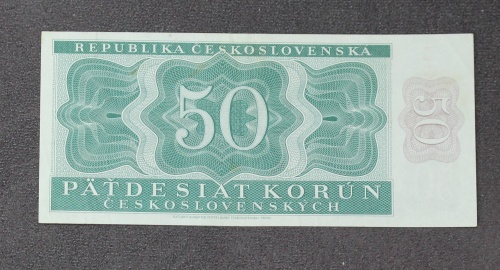 REPUBLIKA ČESKOSLOVENSKÁ
50
50
PÄŤDESIAT KORÚN
ČESKOSLOVENSKÝCH